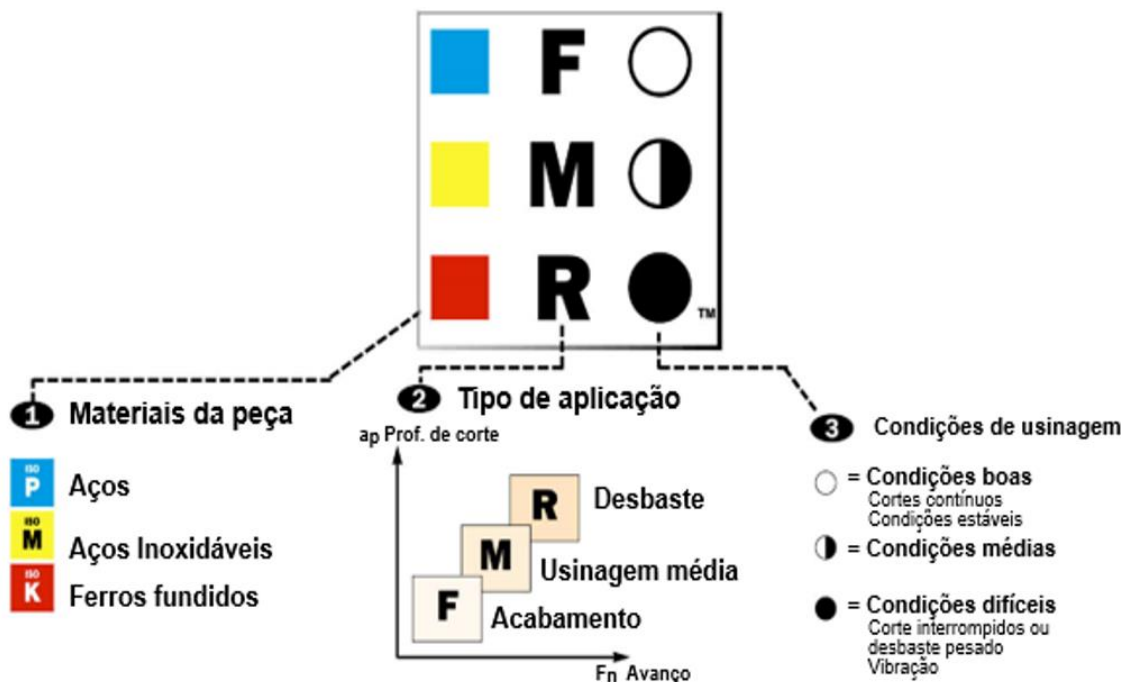 F
M
R
TM
1 Materiais da peça
ISO
P
Aços
ISO
M
Aços Inoxidáveis
ISO
K
Ferros fundidos
2 Tipo de aplicação
ap Prof. de corte
R
Desbaste
M
Usinagem média
F
Acabamento
Fn Avanço
3 Condições de usinagem
= Condições boas
Cortes contínuos
Condições estáveis
= Condições médias
= Condições difíceis
Corte interrompidos ou
desbaste pesado
Vibração